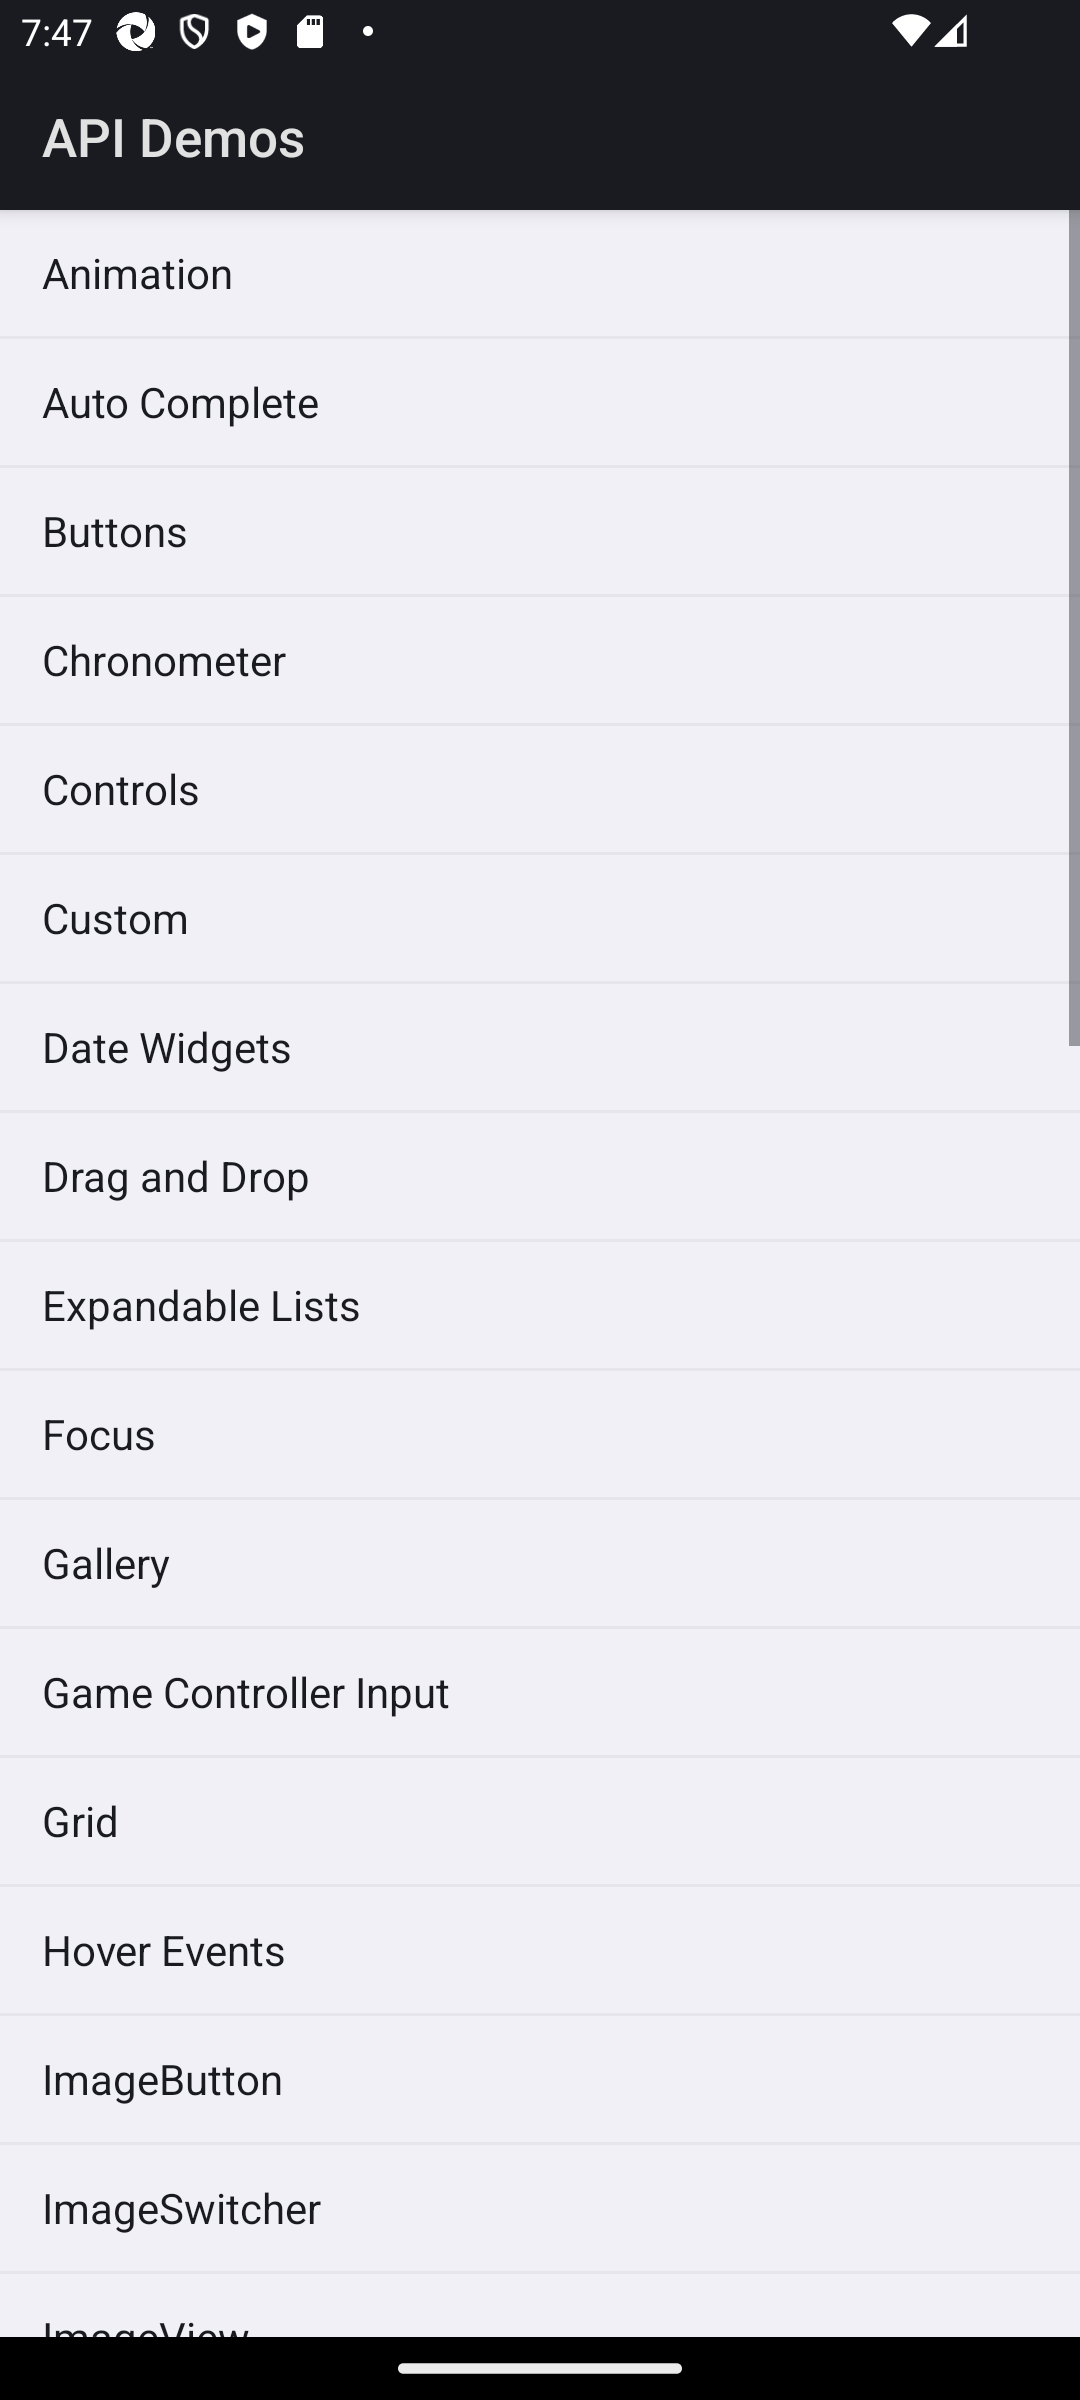 7:47
API Demos
Animation
Auto Complete
Buttons
Chronometer
Controls
Custom
Date Widgets
Drag and Drop
Expandable Lists
Focus
Gallery
Game Controller Input
Grid
Hover Events
ImageButton
ImageSwitcher
ImageView